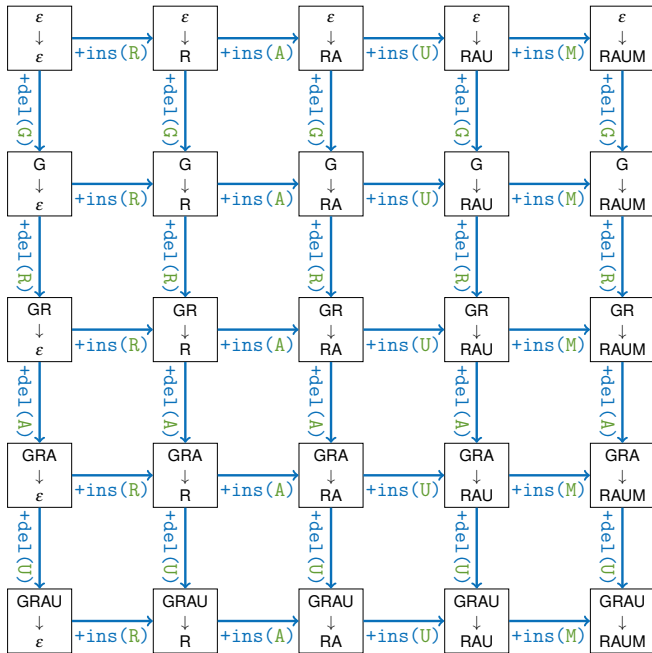 ε ε ε ε ε
↓ ↓ ↓ ↓ ↓
ε R RA RAU RAUM
+ins(R) +ins(A) +ins(U) +ins(M)
+del(G) +del(G) +del(G) +del(G) +del(G)
G G G G G
↓ ↓ ↓ ↓ ↓
ε R RA RAU RAUM
+ins(R) +ins(A) +ins(U) +ins(M)
+del(R) +del(R) +del(R) +del(R) +del(R)
GR GR GR GR GR
↓ ↓ ↓ ↓ ↓
ε R RA RAU RAUM
+ins(R) +ins(A) +ins(U) +ins(M)
+del(A) +del(A) +del(A) +del(A) +del(A)
GRA GRA GRA GRA GRA
↓ ↓ ↓ ↓ ↓
ε R RA RAU RAUM
+ins(R) +ins(A) +ins(U) +ins(M)
+del(U) +del(U) +del(U) +del(U) +del(U)
GRAU GRAU GRAU GRAU GRAU
↓ ↓ ↓ ↓ ↓
ε R RA RAU RAUM
+ins(R) +ins(A) +ins(U) +ins(M)